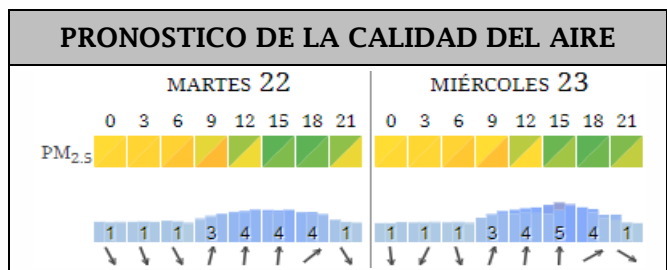 PRONOSTICO DE LA CALIDAD DEL AIRE
MARTES 22 MIÉRCOLES 23
0 3 6 9 12 15 18 21 0 3 6 9 12 15 18 21
PM2.5
1 1 1 3 4 4 4 1 1 1 1 3 4 5 4 1